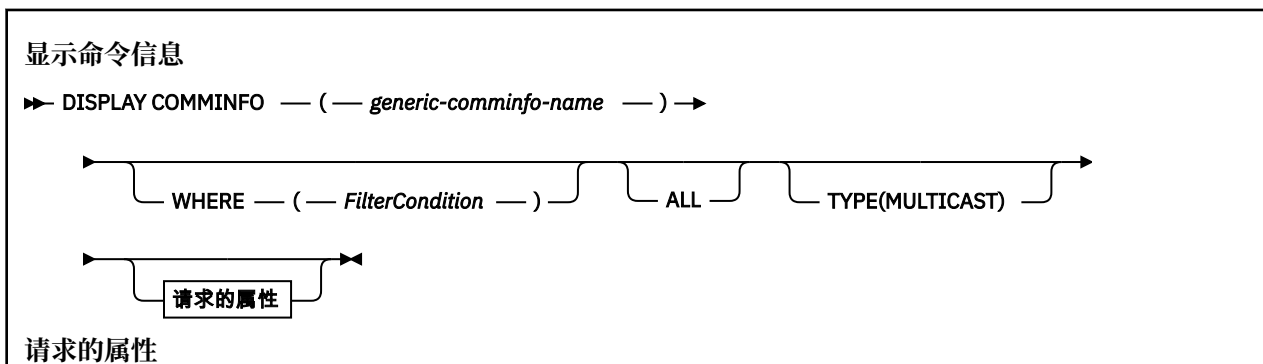 显示命令信息
DISPLAY COMMINFO ( generic-comminfo-name )
WHERE ( FilterCondition ) ALL TYPE(MULTICAST)
请求的属性
请求的属性